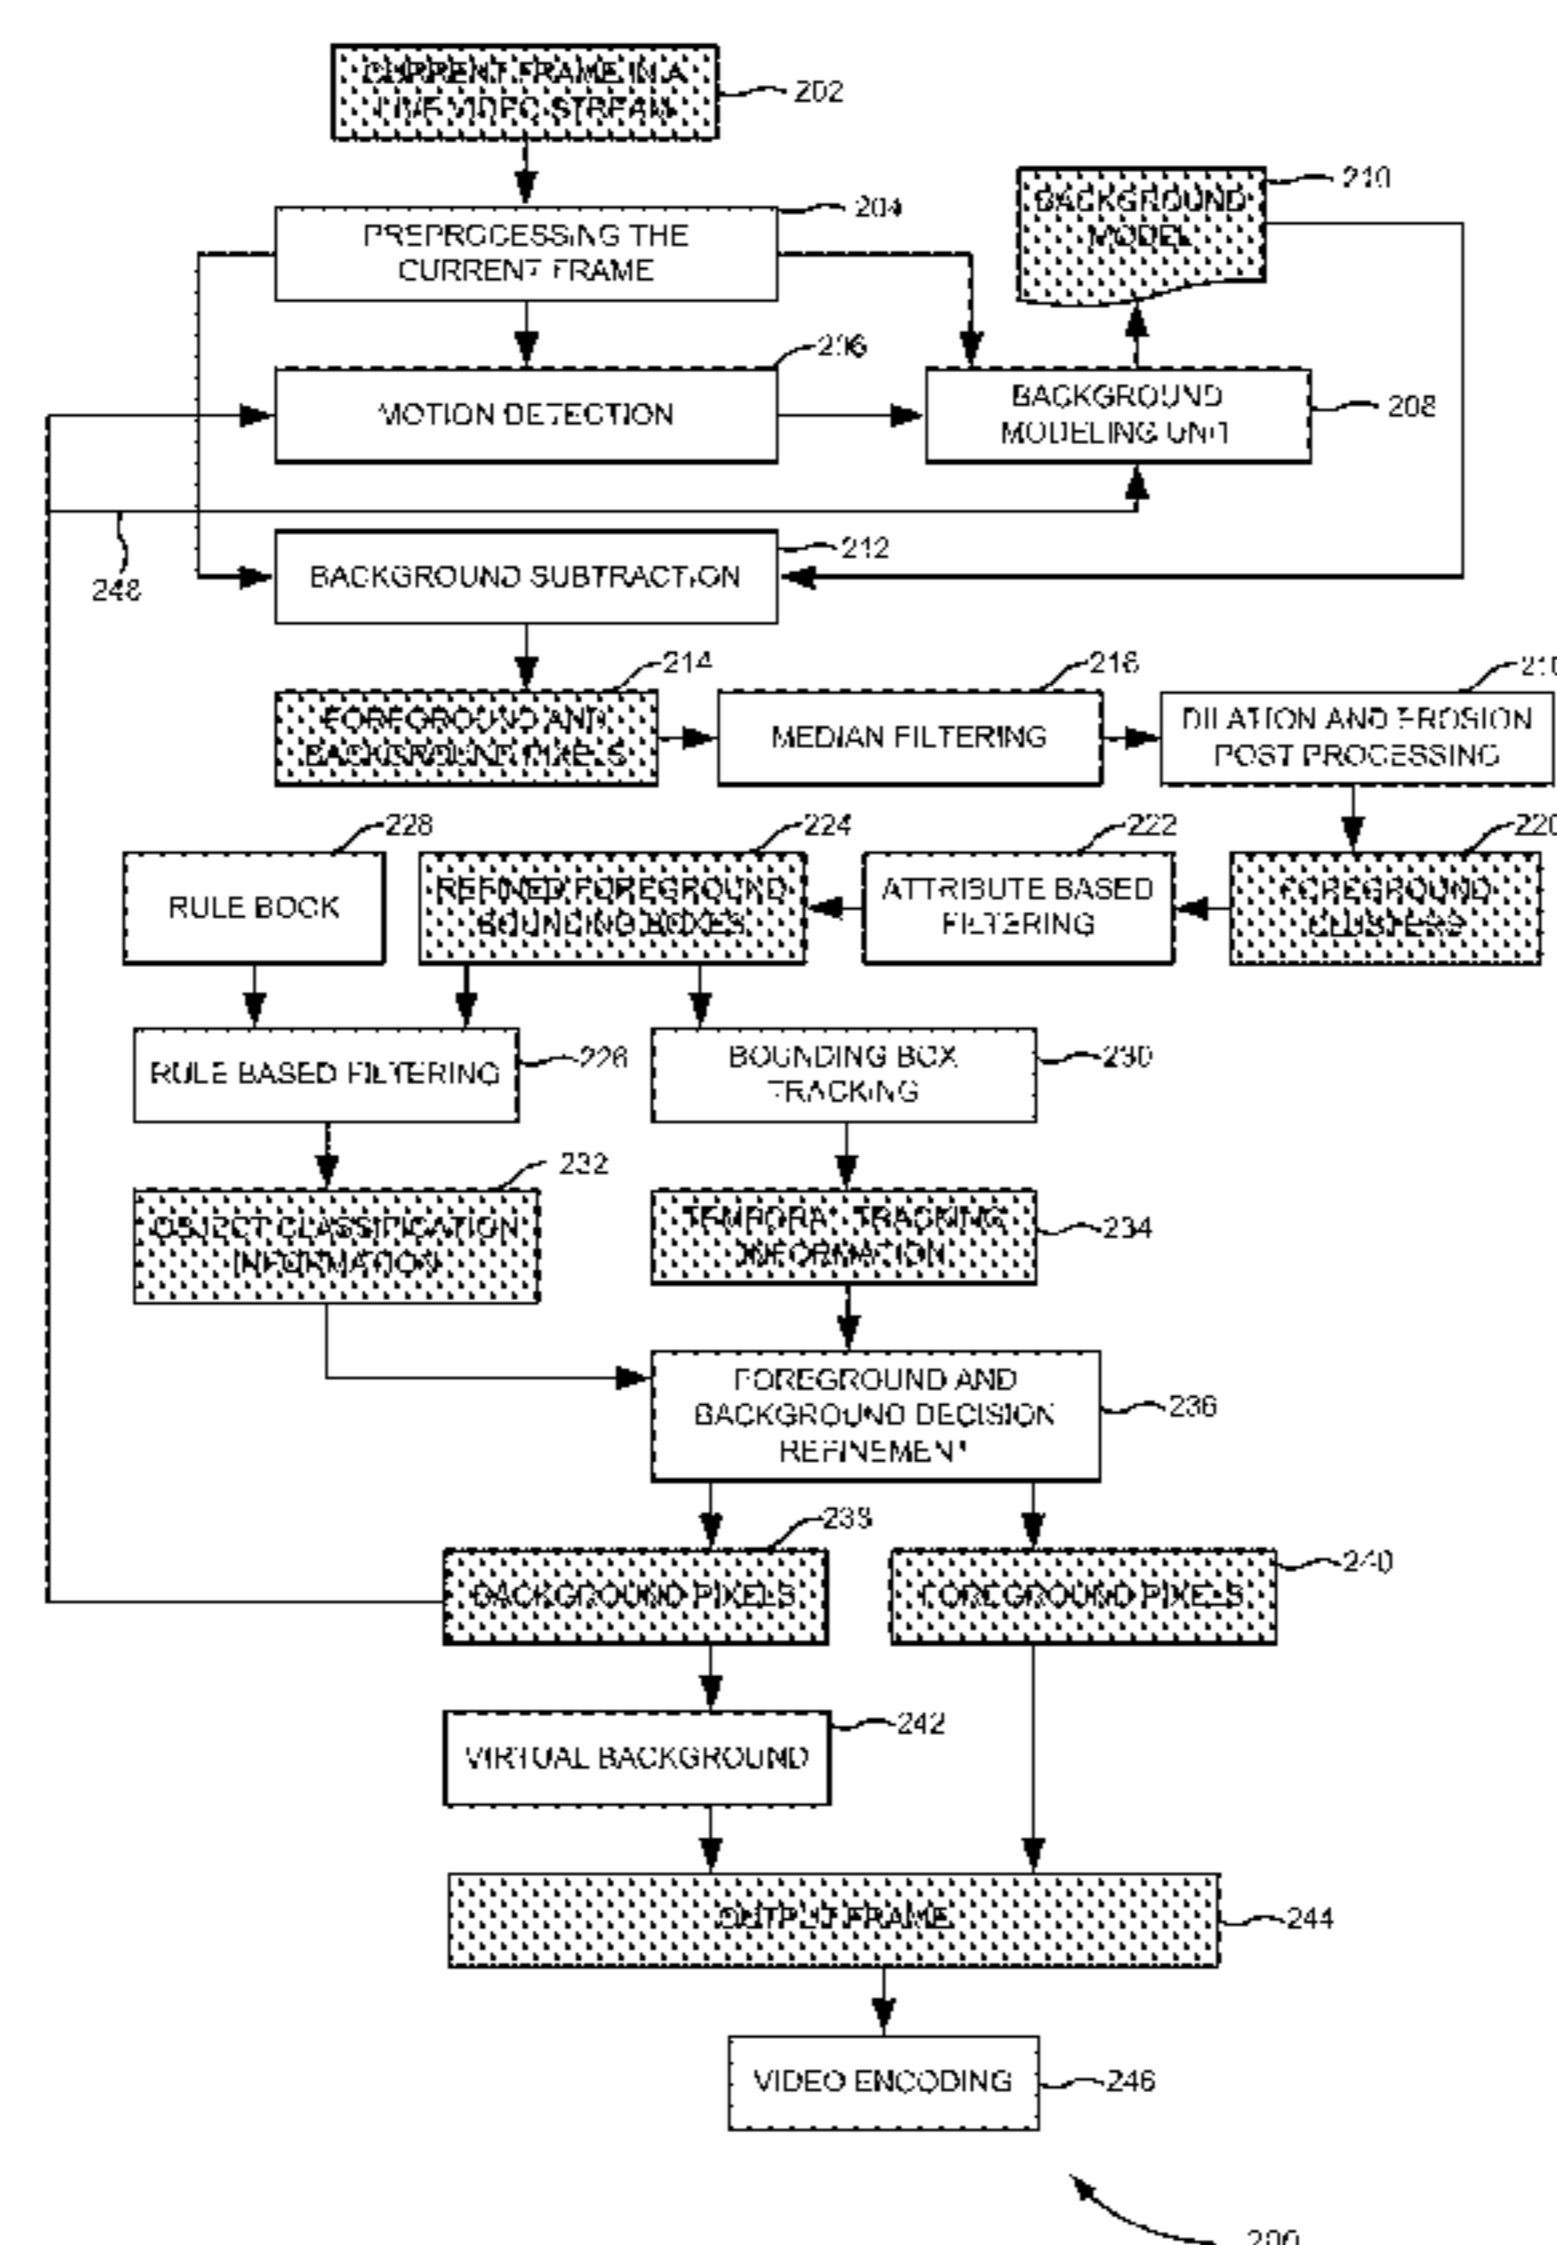 CURRENT FRAME IN A
LIVE VIDEO STREAM
202
204
PREPROCESSING THE
CURRENT FRAME
210
BACKGROUND
MODEL
206
MOTION DETECTION
BACKGROUND
MODELING UNIT
208
248
212
BACKGROUND SUBTRACTION
214
FOREGROUND AND
BACKGROUND PIXELS
216
MEDIAN FILTERING
DILATION AND EROSION
POST PROCESSING
228
RULE BOOK
224
REFINED FOREGROUND
BOUNDING BOXES
222
ATTRIBUTE BASED
FILTERING
220
FOREGROUND
CLUSTERS
RULE BASED FILTERING
226
BOUNDING BOX
TRACKING
230
232
OBJECT CLASSIFICATION
INFORMATION
TEMPORAL TRACKING
INFORMATION
234
FOREGROUND AND
BACKGROUND DECISION
REFINEMENT
236
238
BACKGROUND PIXELS
240
FOREGROUND PIXELS
242
VIRTUAL BACKGROUND
OUTPUT FRAME
244
VIDEO ENCODING
246
200